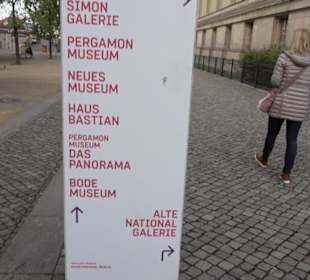 SIMON
GALERIE
PERGAMON
MUSEUM
NEUES
MUSEUM
HAUS
BASTIAN
PERGAMON
MUSEUM
DAS
PANORAMA
BODE
MUSEUM
ALTE
NATIONAL
GALERIE